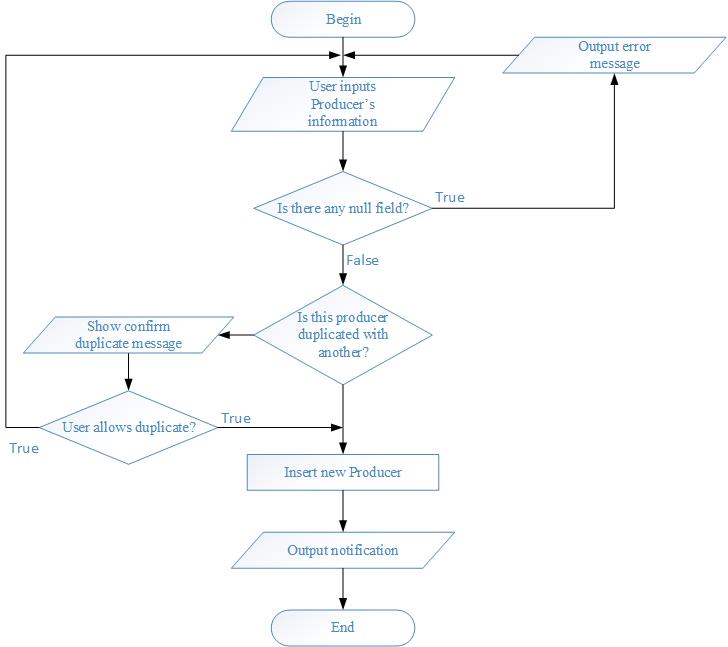 Begin
Output error
message
User inputs
Producer's
information
Is there any null field?
True
False
Is this producer
duplicated with
another?
Show confirm
duplicate message
User allows duplicate?
True
True
Insert new Producer
Output notification
End